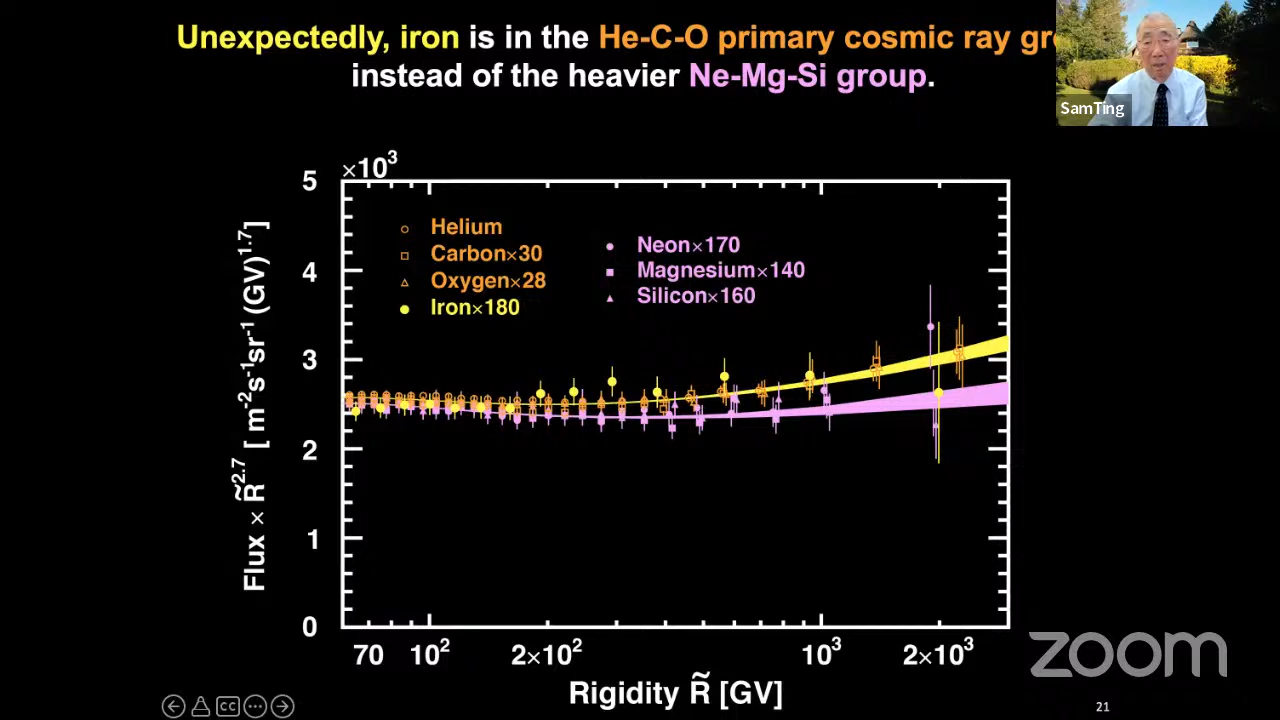 Unexpectedly, iron is in the He-C-O primary cosmic ray
instead of the heavier Ne-Mg-Si group.
SamTing
×10³
5
4
3
2
1
0
Flux × R̃^2.7 [ m⁻²s⁻¹sr⁻¹(GV)^1.7 ]
Helium
Carbon×30
Oxygen×28
Iron×180
Neon×170
Magnesium×140
Silicon×160
70 10² 2×10² 10³ 2×10³
Rigidity R̃ [GV]
zoom
CC
21